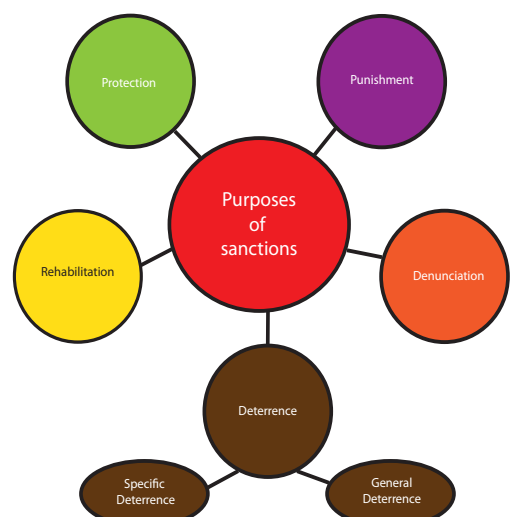 Protection
Punishment
Purposes
of
sanctions
Rehabilitation
Denunciation
Deterrence
Specific
Deterrence
General
Deterrence